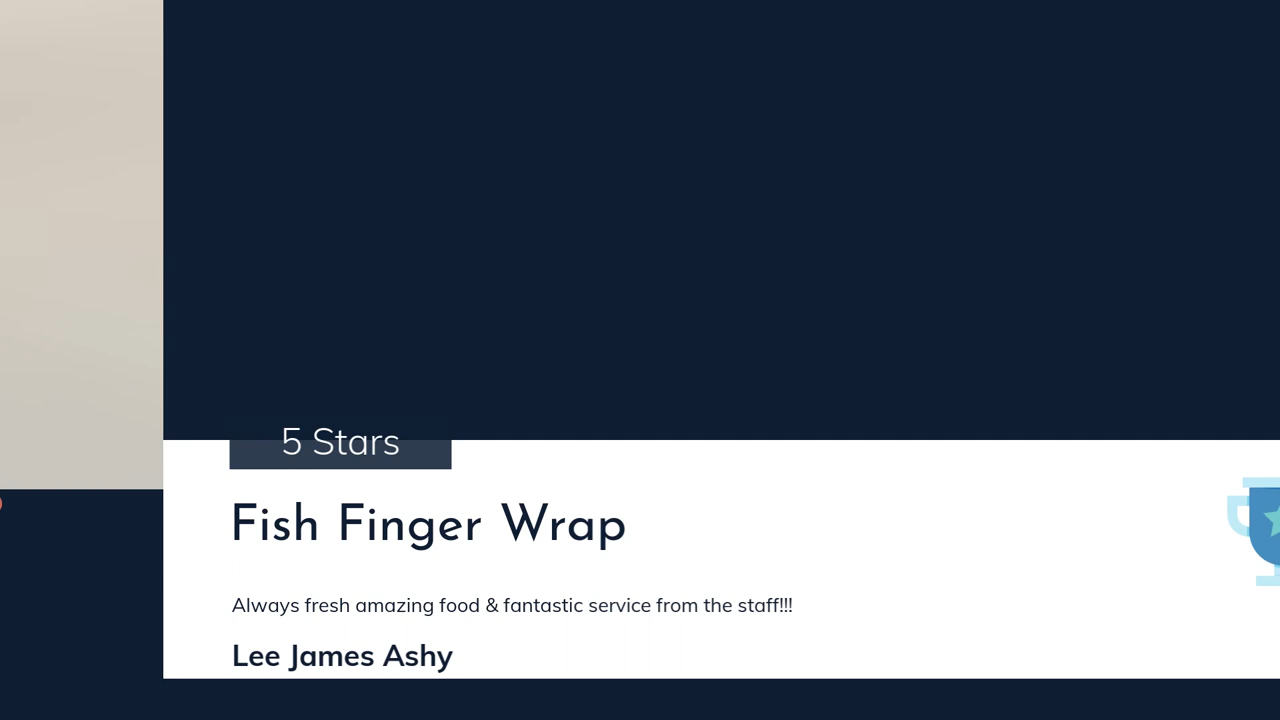 5 Stars
Fish Finger Wrap
Always fresh amazing food & fantastic service from the staff!!!
Lee James Ashy